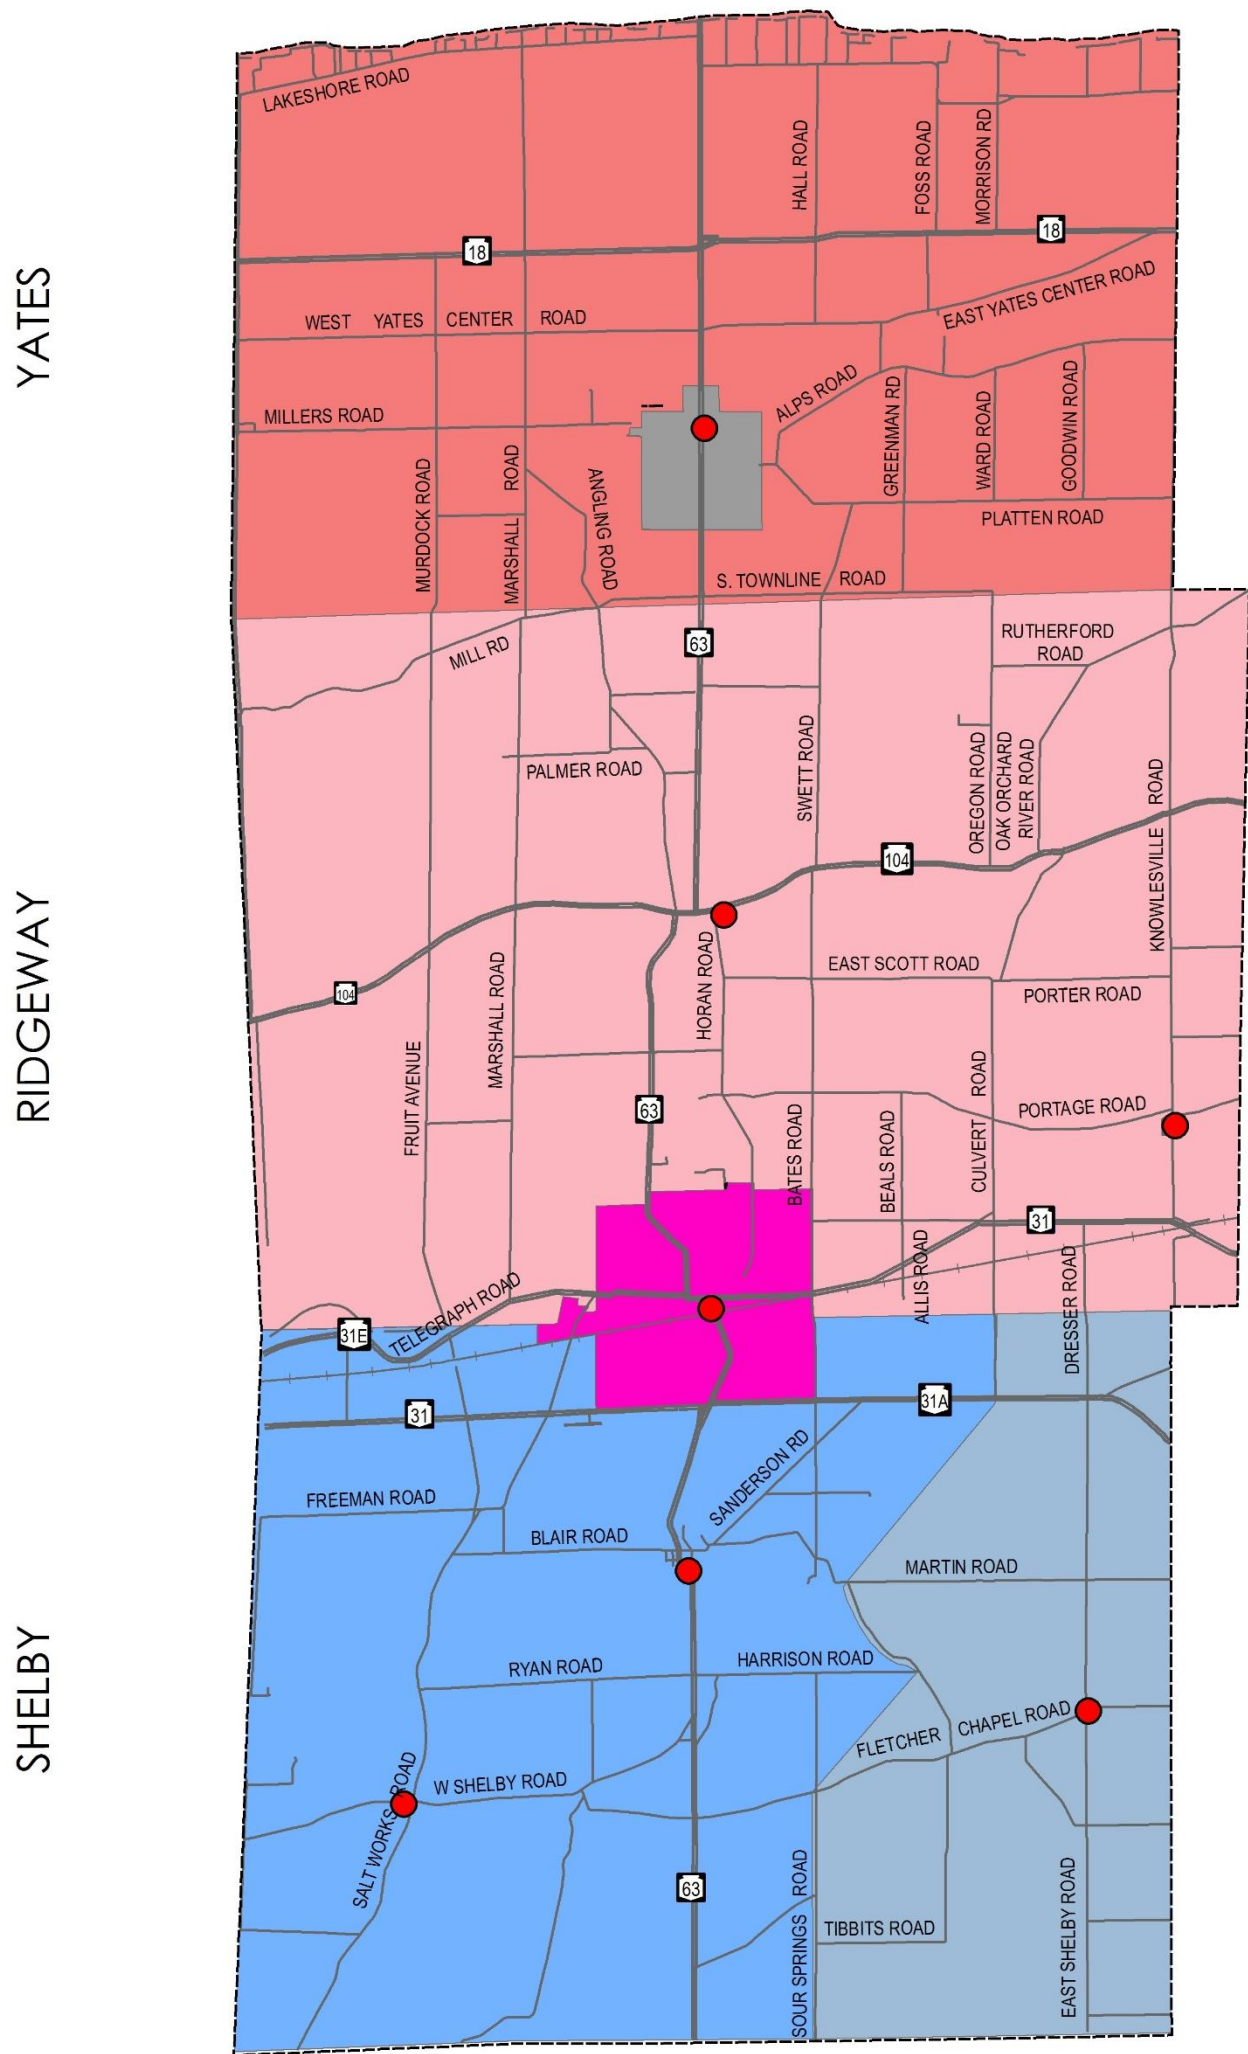 LAKESHORE ROAD
HALL ROAD
FOSS ROAD
MORRISON RD
18
18
YATES
WEST YATES CENTER ROAD
EAST YATES CENTER ROAD
MILLERS ROAD
ALPS ROAD
GREENMAN RD
WARD ROAD
GOODWIN ROAD
MURDOCK ROAD
MARSHALL ROAD
ANGLING ROAD
PLATTEN ROAD
S. TOWNLINE ROAD
MILL RD
63
RUTHERFORD
ROAD
PALMER ROAD
SWETT ROAD
OREGON ROAD
OAK ORCHARD
RIVER ROAD
KNOWLESVILLE ROAD
104
RIDGEWAY
104
HORAN ROAD
EAST SCOTT ROAD
PORTER ROAD
MARSHALL ROAD
FRUIT AVENUE
63
BATES ROAD
BEALS ROAD
CULVERT ROAD
PORTAGE ROAD
31
ALLIS ROAD
DRESSER ROAD
TELEGRAPH ROAD
31E
31
31A
SANDERSON RD
FREEMAN ROAD
BLAIR ROAD
MARTIN ROAD
SHELBY
RYAN ROAD
HARRISON ROAD
FLETCHER CHAPEL ROAD
W SHELBY ROAD
SALT WORKS ROAD
63
SOUR SPRINGS ROAD
TIBBITS ROAD
EAST SHELBY ROAD